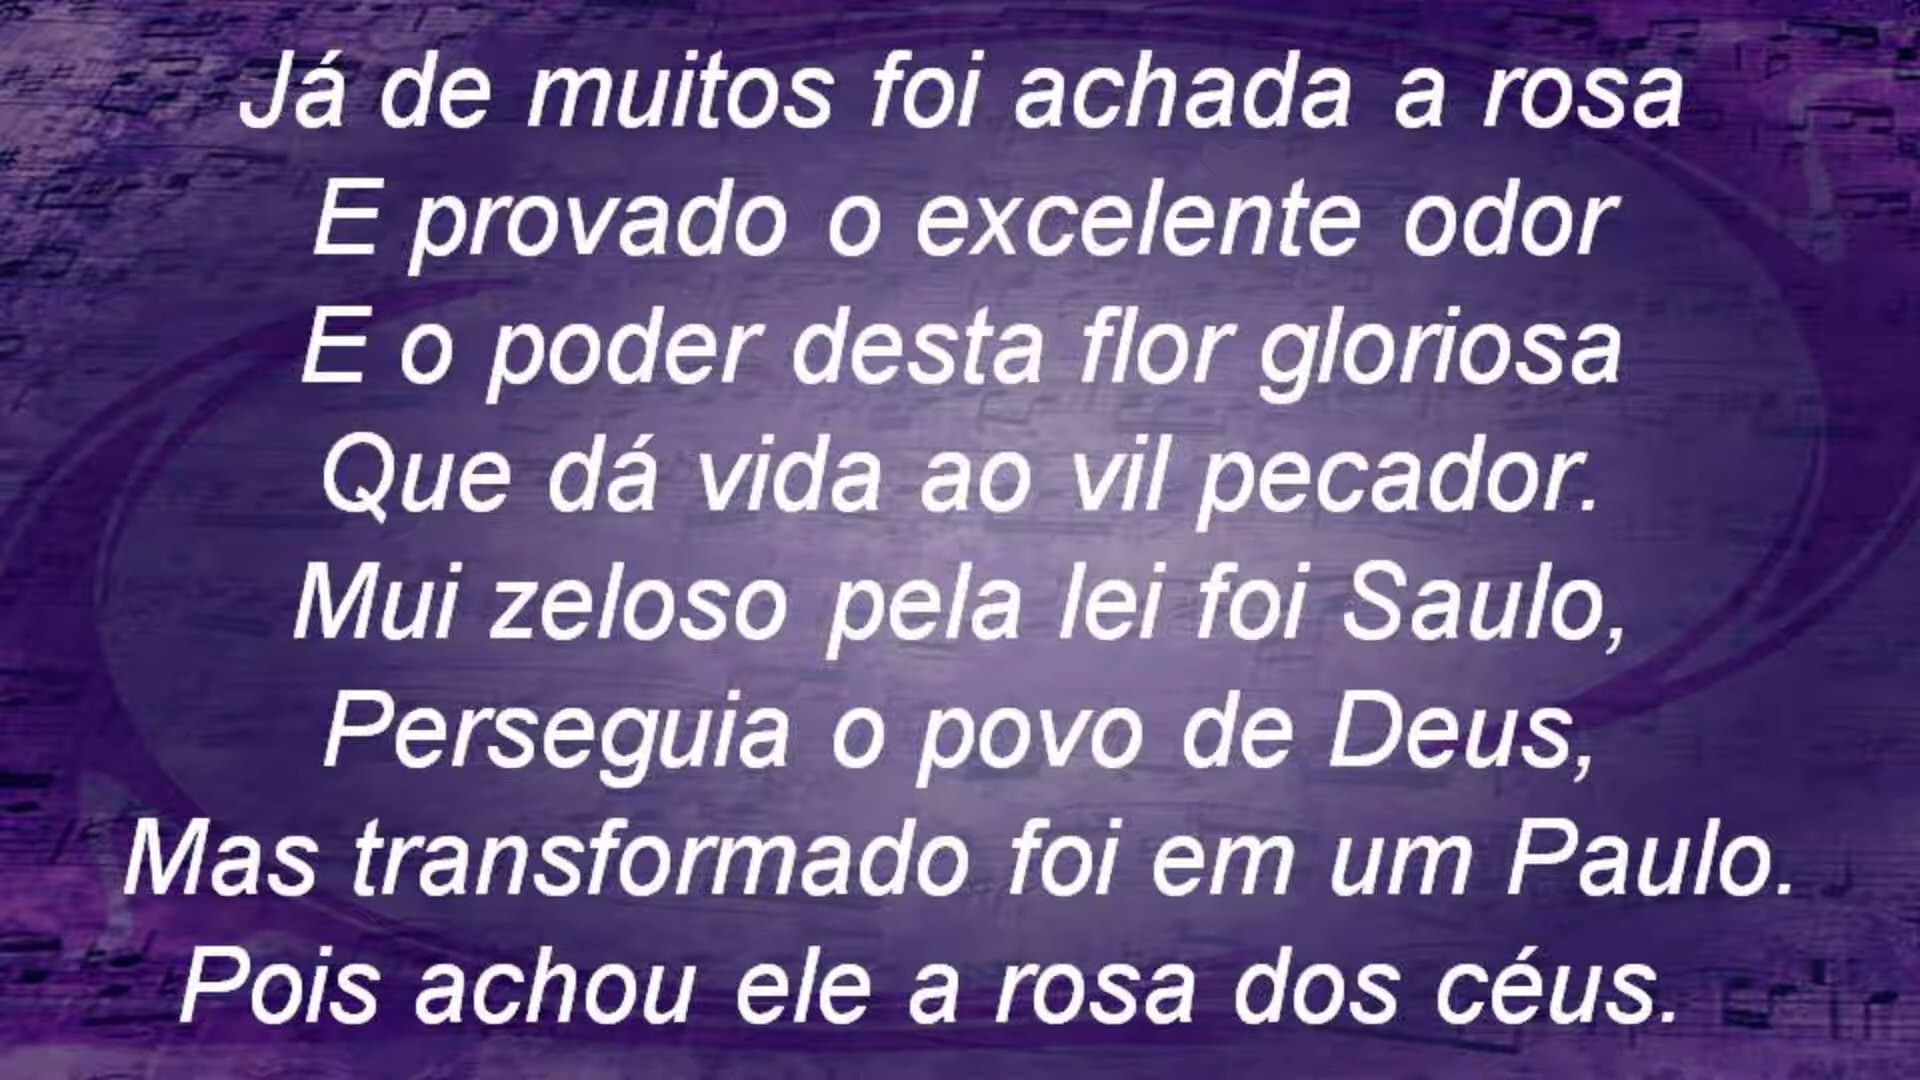 Já de muitos foi achada a rosa
E provado o excelente odor
E o poder desta flor gloriosa
Que dá vida ao vil pecador.
Mui zeloso pela lei foi Saulo,
Perseguia o povo de Deus,
Mas transformado foi em um Paulo.
Pois achou ele a rosa dos céus.